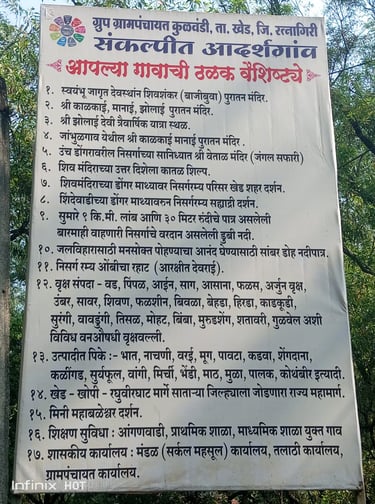 ग्रुप ग्रामपंचायत कुळवंडी, ता. खेड, जि. रत्नागिरी
संकल्पीत आदर्शगांव
आपल्या गावाची ठळक वैशिष्ट्ये
१. स्वयंभू जागृत देवस्थांन शिवशंकर (बाजीबुवा) पुरातन मंदिर.
२. श्री काळकाई, मानाई, झोलाई पुरातन मंदिर.
३. श्री झोलाई देवी त्रैवार्षिक यात्रा स्थळ.
४. जांभुळगाव येथील श्री काळकाई मानाई पुरातन मंदिर .
५. उंच डोंगरावरील निसर्गाच्या सानिध्यात श्री वेताळ मंदिर (जंगल सफारी)
६. शिव मंदिराच्या उत्तर दिशेला कातळ शिल्प.
७. शिवमंदिराच्या डोंगर माथ्यावर निसर्गरम्य परिसर खेड शहर दर्शन.
८. शिंदेवाडीच्या डोंगर माथ्यावरुन निसर्गरम्य सह्याद्री दर्शन.
९. सुमारे ९ कि.मी. लांब आणि ३० मिटर रुंदीचे पात्र असलेली
बारमाही वाहणारी निसर्गाचे वरदान असलेली डुबी नदी.
१०. जलविहारासाठी मनसोक्त पोहण्याचा आनंद घेण्यासाठी सांबर डोह नदीपात्र.
११. निसर्ग रम्य ओंबीचा रहाट (आरक्षीत देवराई).
१२. वृक्ष संपदा - वड, पिंपळ, आईन, साग, आसाना, फळस, अर्जुन वृक्ष,
उंबर, सावर, शिवण, फळशीन, बिवळा, बेहडा, हिरडा, काडकूडी,
सुरंगी, वावडुंगी, तिसळ, मोहट, बिंबा, मुरुडशेंग, शतावरी, गुळवेल अशी
विविधि वनऔषधी वृक्षवल्ली.
१३. उत्पादीत पिके :- भात, नाचणी, वरई, मूग, पावटा, कडवा, शेंगदाना,
कळींगड, सुर्यफूल, वांगी, मिर्ची, भेंडी, माठ, मुळा, पालक, कोथंबीर इत्यादी.
१४. खेड - खोपी - रघुवीरघाट मार्गे साताऱ्या जिल्ह्याला जोडणारा राज्य महामार्ग.
१५. मिनी महाबळेश्वर दर्शन.
१६. शिक्षण सुविधा : आंगणवाडी, प्राथमिक शाळा, माध्यमिक शाळा युक्त गाव
१७. शासकीय कार्यालय : मंडळ (सर्कल महसूल) कार्यालय, तलाठी कार्यालय,
ग्रामपंचायत कार्यालय.
Infinix HOT